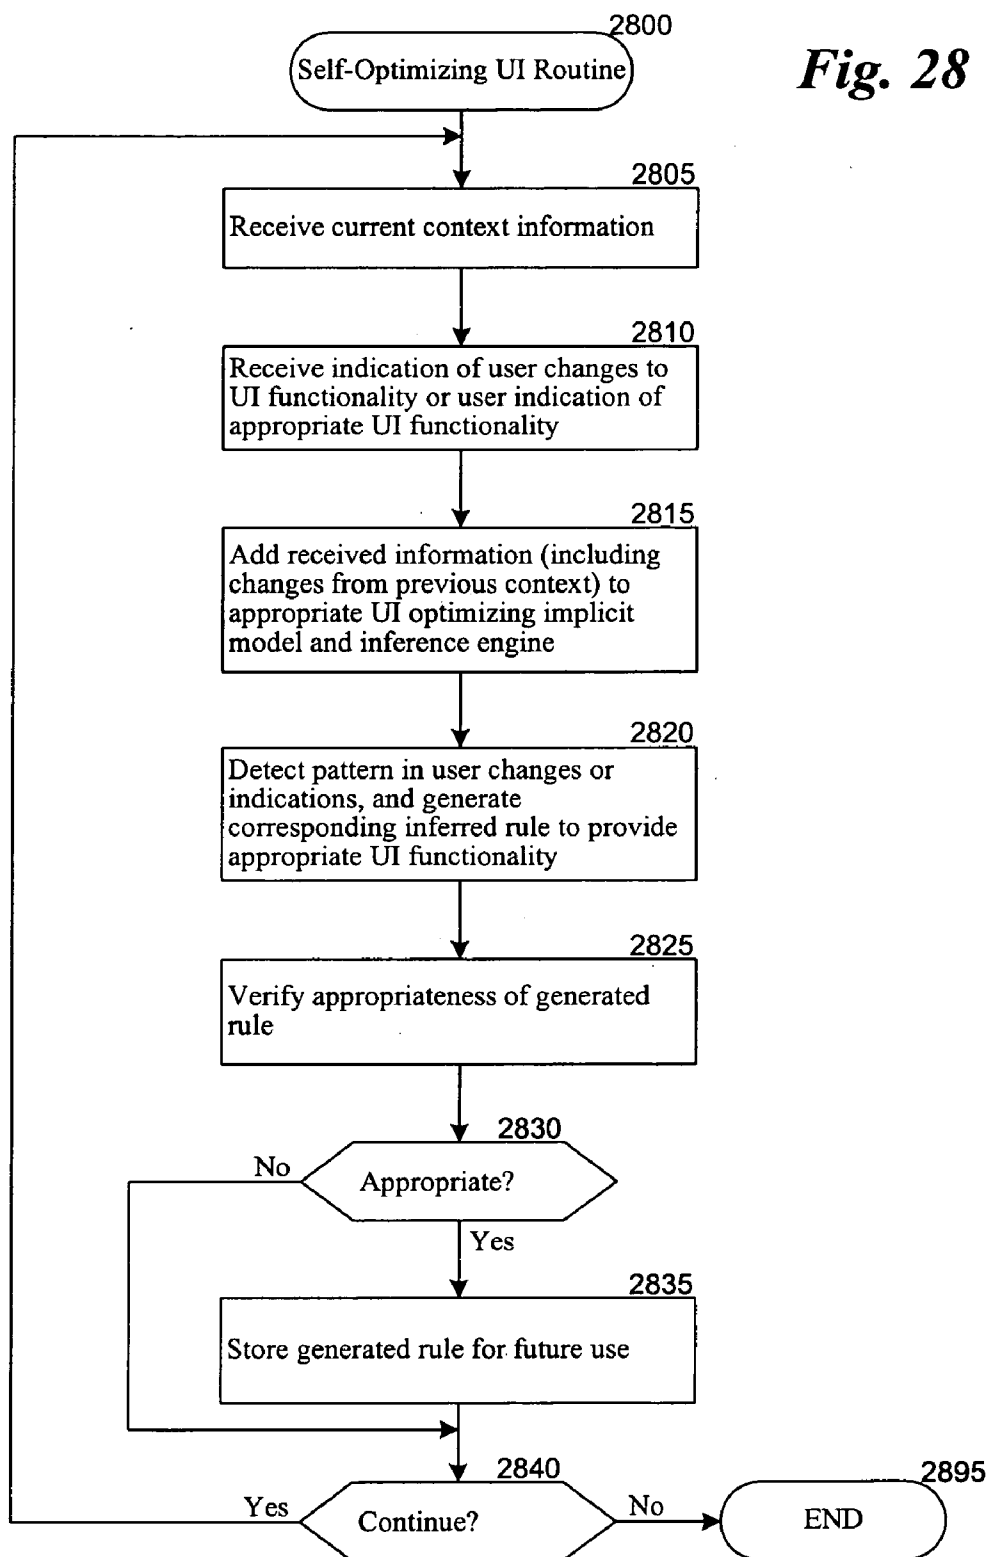 2800
Self-Optimizing UI Routine
Fig. 28
2805
Receive current context information
2810
Receive indication of user changes to
UI functionality or user indication of
appropriate UI functionality
2815
Add received information (including
changes from previous context) to
appropriate UI optimizing implicit
model and inference engine
2820
Detect pattern in user changes or
indications, and generate
corresponding inferred rule to provide
appropriate UI functionality
2825
Verify appropriateness of generated
rule
2830
No
Appropriate?
Yes
2835
Store generated rule for future use
2840
2895
Yes
Continue?
No
END